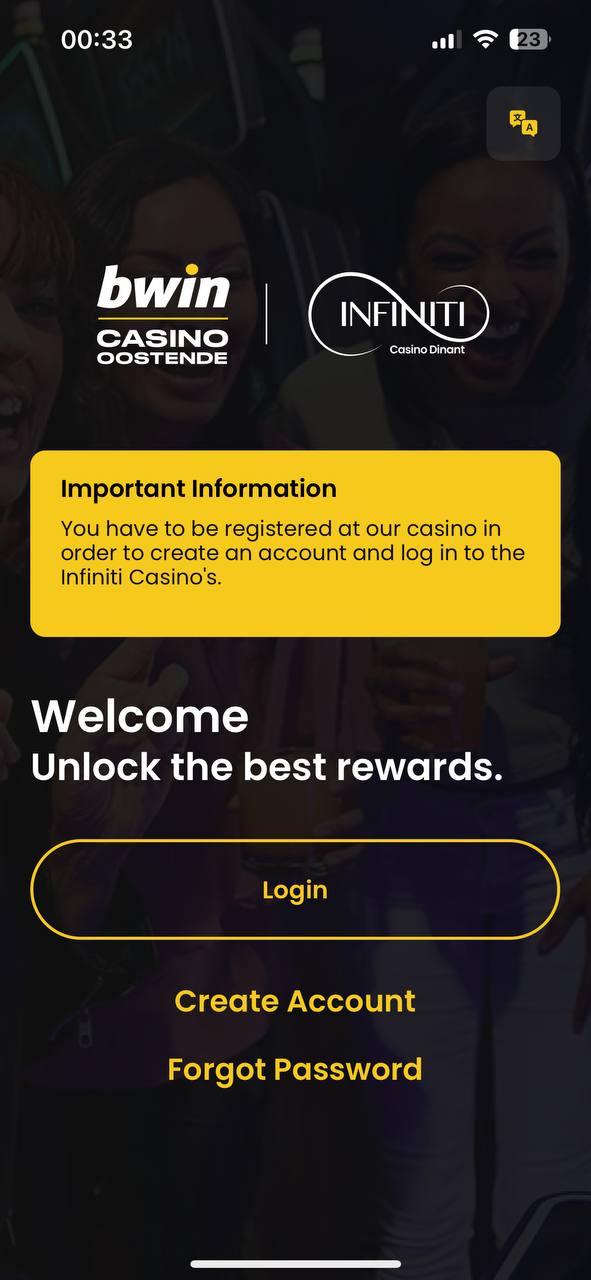 00:33
23
文
A
bwin
CASINO
OOSTENDE
INFINITI
Casino Dinant
Important Information
You have to be registered at our casino in
order to create an account and log in to the
Infiniti Casino's.
Welcome
Unlock the best rewards.
Login
Create Account
Forgot Password